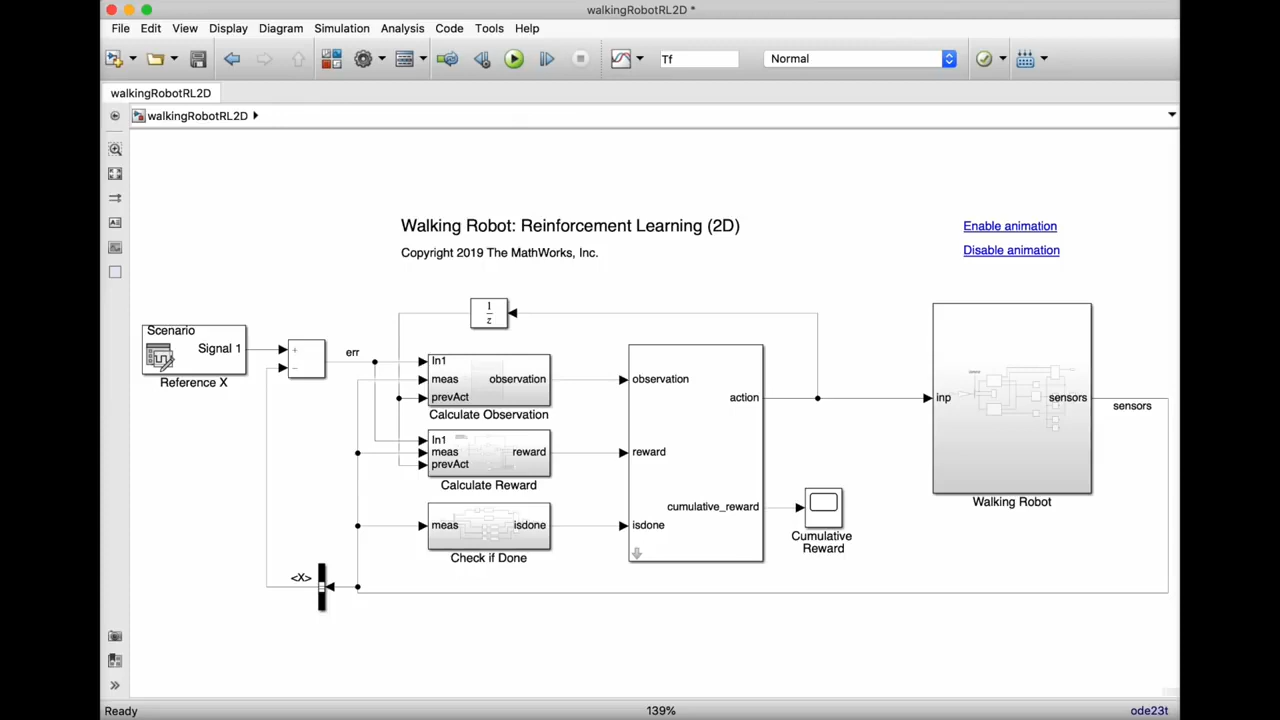 walkingRobotRL2D *
File Edit View Display Diagram Simulation Analysis Code Tools Help
Tf Normal
walkingRobotRL2D
walkingRobotRL2D
Walking Robot: Reinforcement Learning (2D)
Copyright 2019 The MathWorks, Inc.
Enable animation
Disable animation
Scenario
Signal 1
Reference X
+
−
err
1
z
In1
meas observation
prevAct
Calculate Observation
In1
meas reward
prevAct
Calculate Reward
meas isdone
Check if Done
<X>
observation
action
reward
cumulative_reward
isdone
Cumulative
Reward
inp sensors
Walking Robot
sensors
Ready 139% ode23t